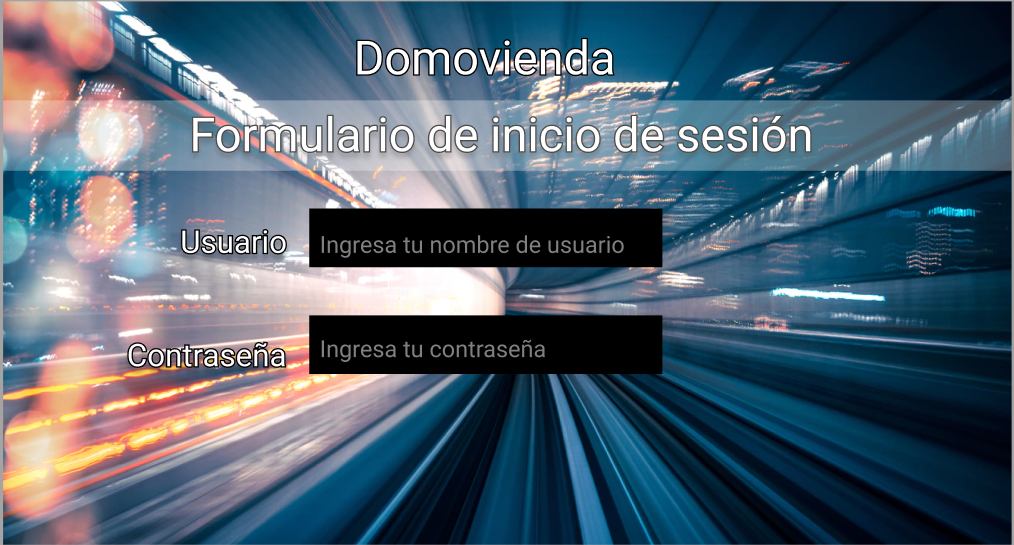 Domovienda
Formulario de inicio de sesión
Usuario
Ingresa tu nombre de usuario
Contraseña
Ingresa tu contraseña